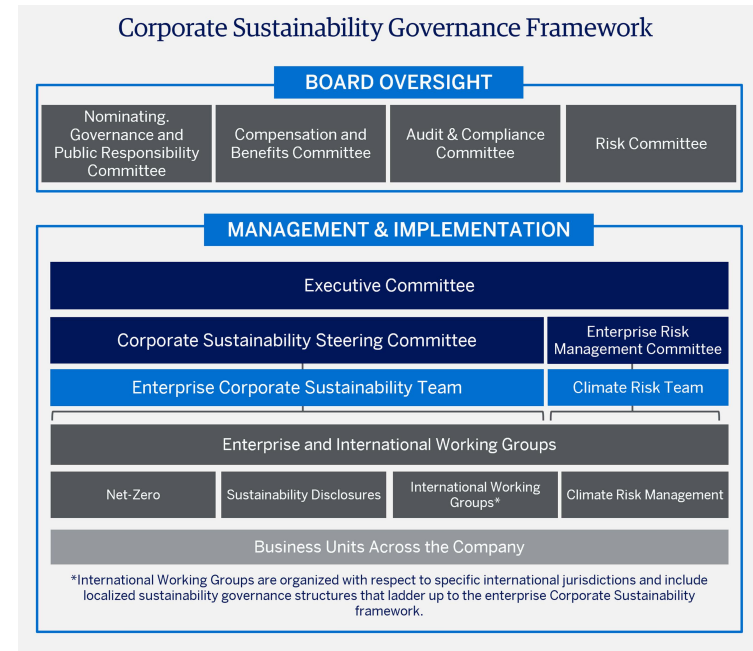 Corporate Sustainability Governance Framework
BOARD OVERSIGHT
Nominating.
Governance and
Public Responsibility
Committee
Compensation and
Benefits Committee
Audit & Compliance
Committee
Risk Committee
MANAGEMENT & IMPLEMENTATION
Executive Committee
Corporate Sustainability Steering Committee
Enterprise Risk
Management Committee
Enterprise Corporate Sustainability Team
Climate Risk Team
Enterprise and International Working Groups
Net-Zero
Sustainability Disclosures
International Working
Groups*
Climate Risk Management
Business Units Across the Company
*International Working Groups are organized with respect to specific international jurisdictions and include
localized sustainability governance structures that ladder up to the enterprise Corporate Sustainability
framework.